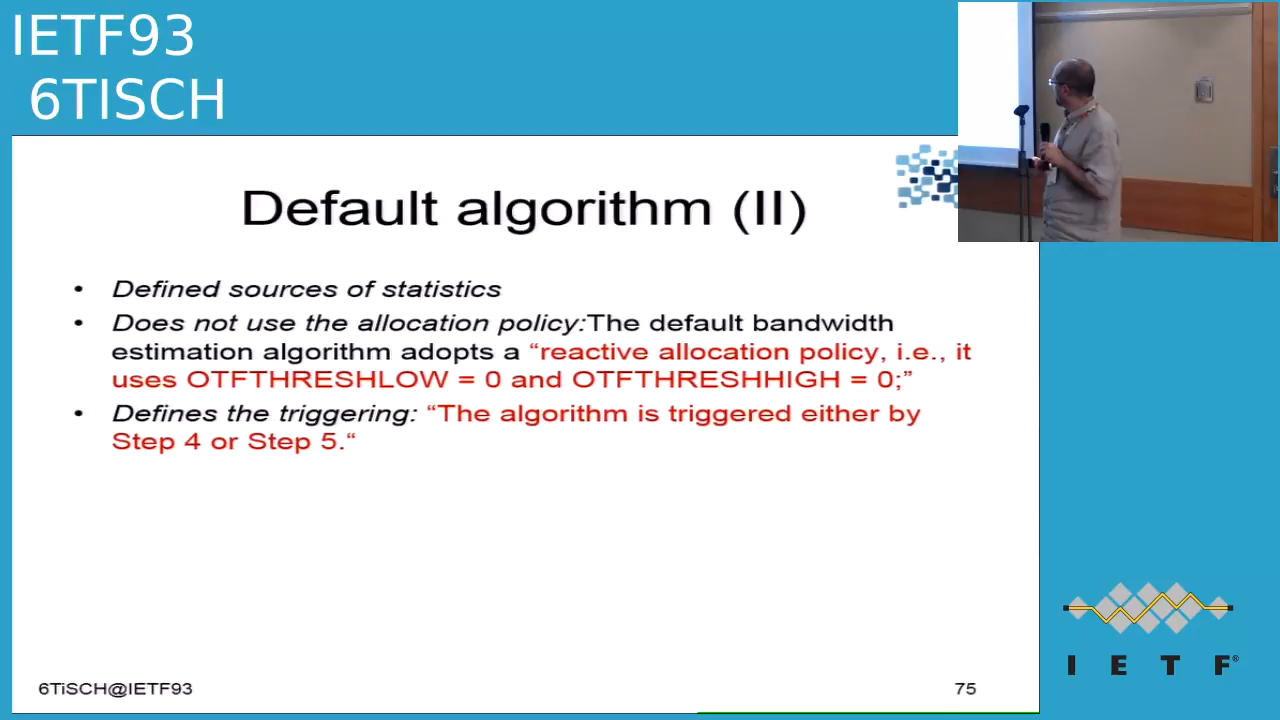 IETF93
6TISCH
Default algorithm (II)
• Defined sources of statistics
• Does not use the allocation policy:The default bandwidth
estimation algorithm adopts a “reactive allocation policy, i.e., it
uses OTFTHRESHLOW = 0 and OTFTHRESHHIGH = 0;”
• Defines the triggering: “The algorithm is triggered either by
Step 4 or Step 5.“
6TiSCH@IETF93
75
I E T F®